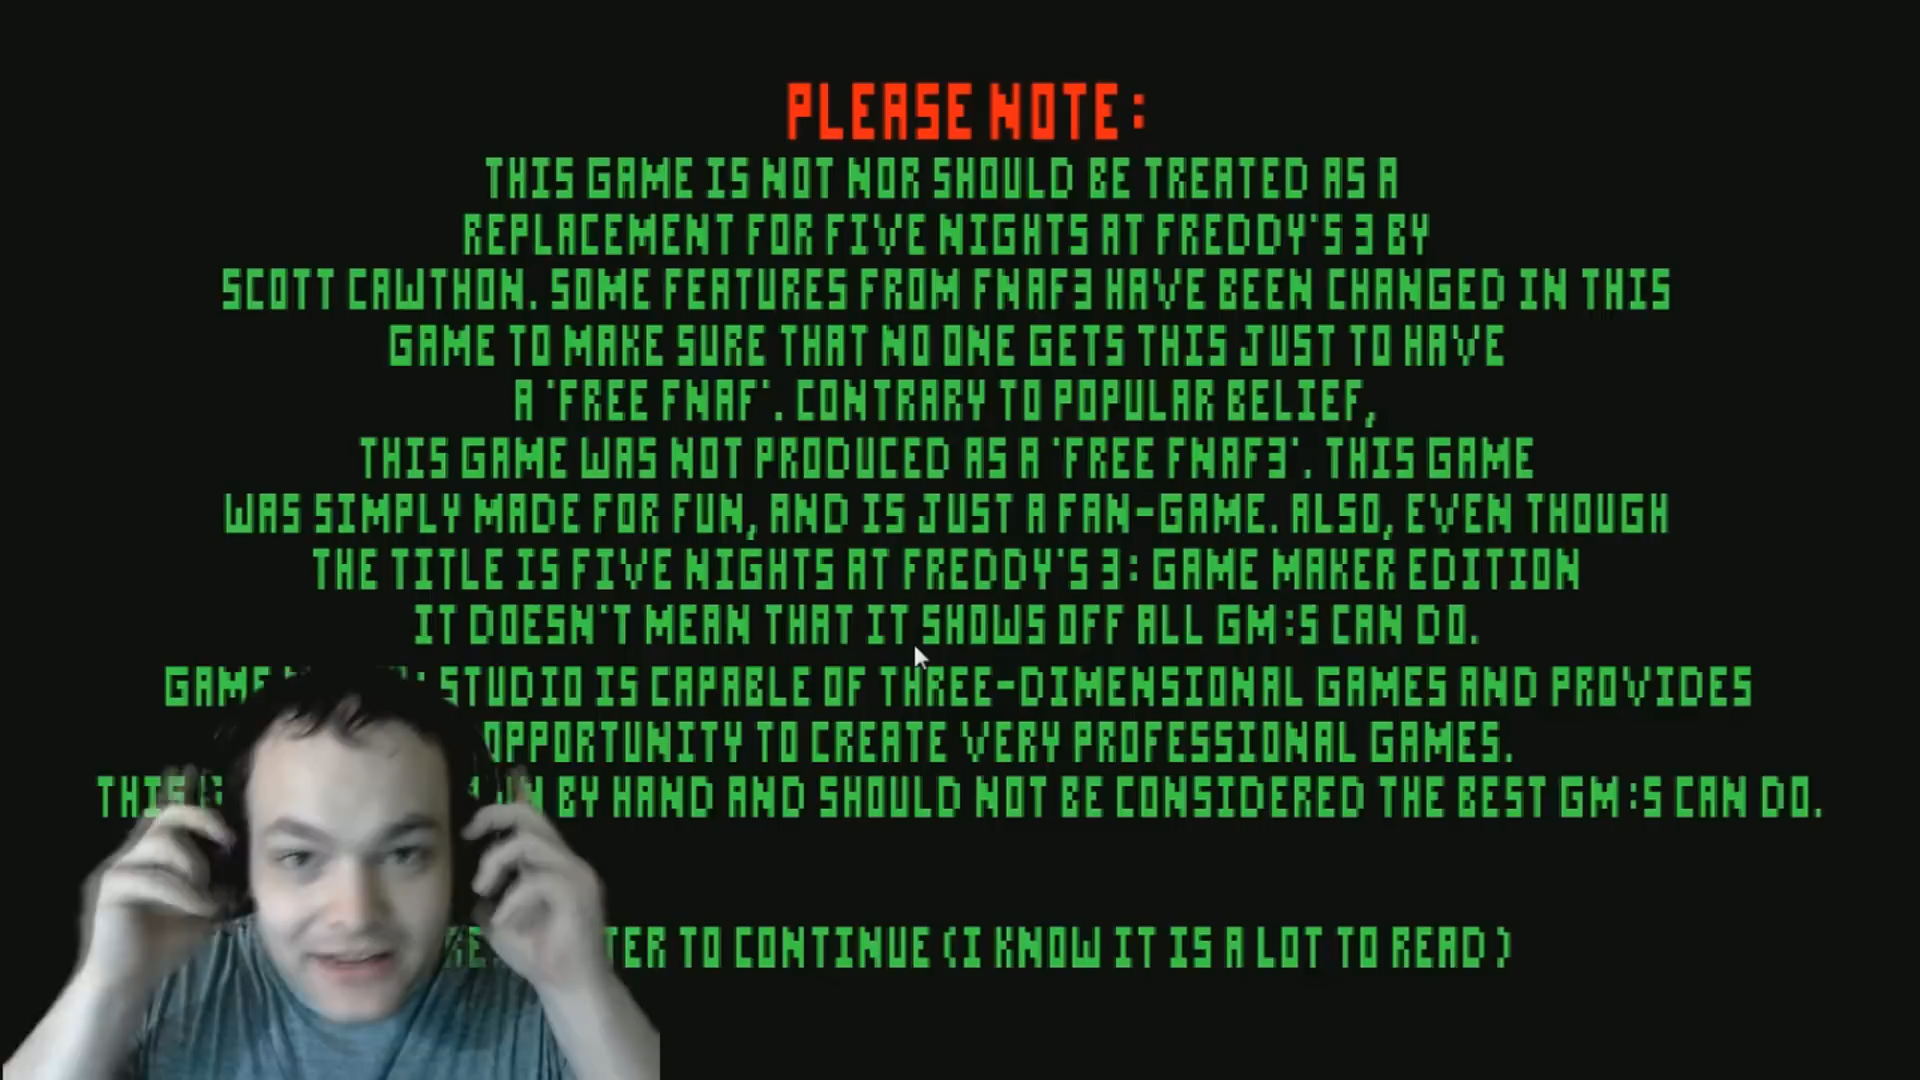 PLEASE NOTE:
THIS GAME IS NOT NOR SHOULD BE TREATED AS A
REPLACEMENT FOR FIVE NIGHTS AT FREDDY'S 3 BY
SCOTT CAWTHON. SOME FEATURES FROM FNAF3 HAVE BEEN CHANGED IN THIS
GAME TO MAKE SURE THAT NO ONE GETS THIS JUST TO HAVE
A 'FREE FNAF'. CONTRARY TO POPULAR BELIEF,
THIS GAME WAS NOT PRODUCED AS A 'FREE FNAF3'. THIS GAME
WAS SIMPLY MADE FOR FUN, AND IS JUST A FAN-GAME. ALSO, EVEN THOUGH
THE TITLE IS FIVE NIGHTS AT FREDDY'S 3: GAME MAKER EDITION
IT DOESN'T MEAN THAT IT SHOWS OFF ALL GM:S CAN DO.
GAME STUDIO IS CAPABLE OF THREE-DIMENSIONAL GAMES AND PROVIDES
OPPORTUNITY TO CREATE VERY PROFESSIONAL GAMES.
THIS BY HAND AND SHOULD NOT BE CONSIDERED THE BEST GM:S CAN DO.
TO CONTINUE (I KNOW IT IS A LOT TO READ)